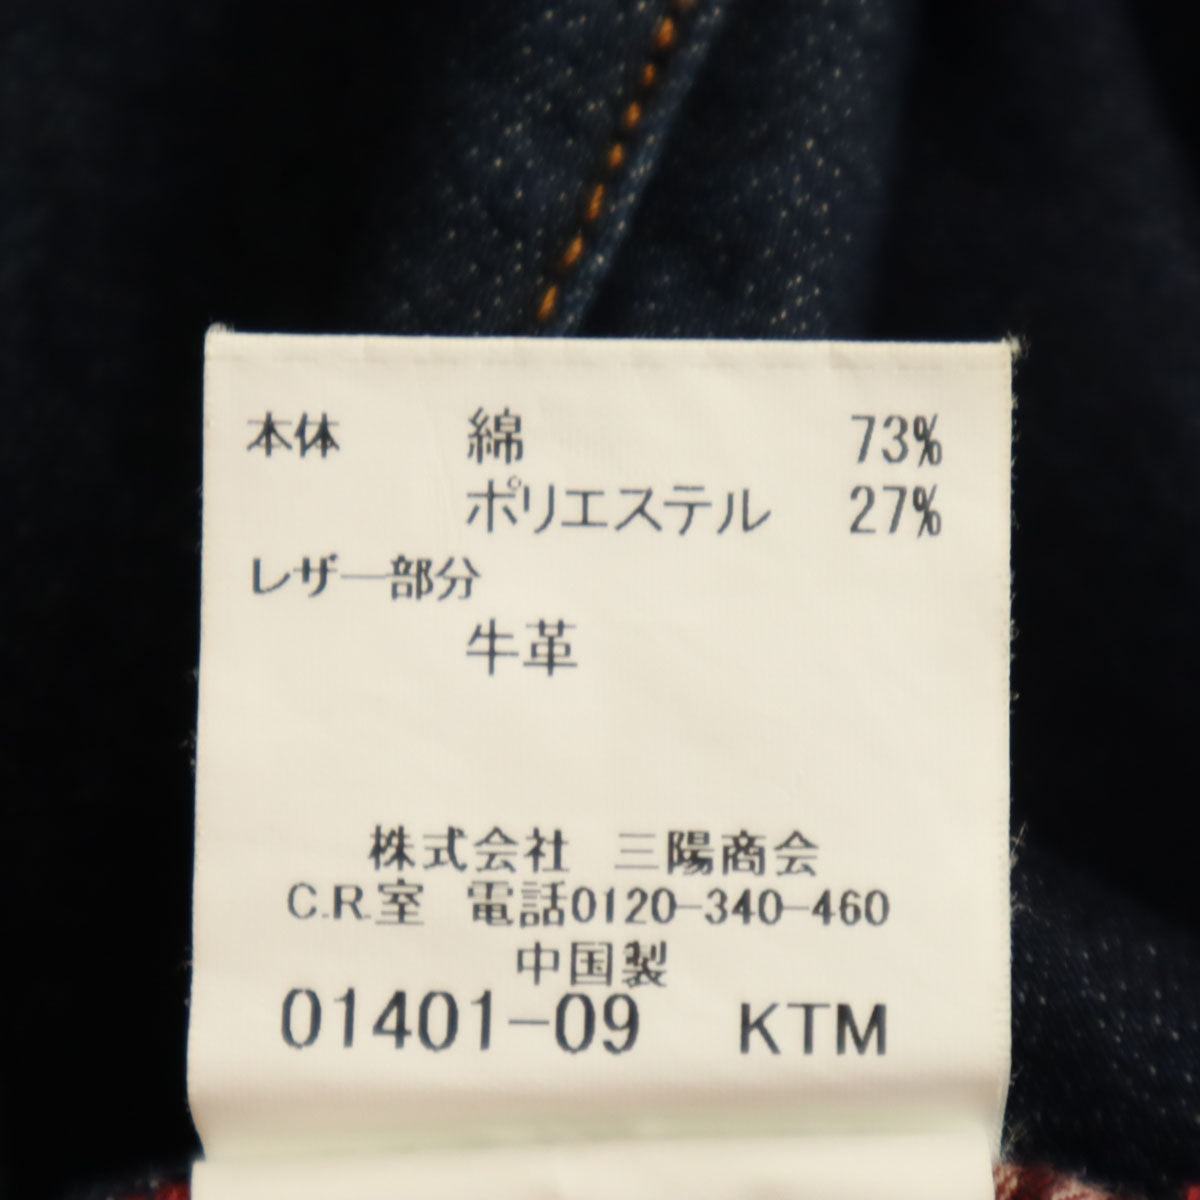 本体 綿 73%
ポリエステル 27%
レザー部分
牛革
株式会社 三陽商会
C.R.室 電話0120-340-460
中国製
01401-09 KTM